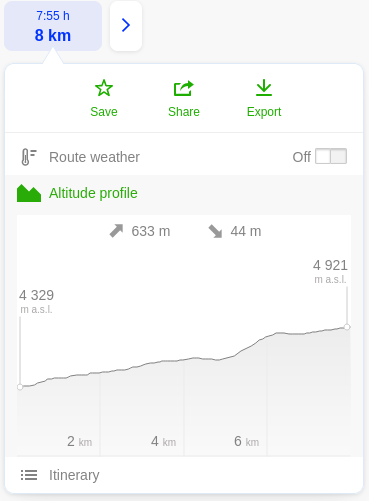 7:55 h
8 km
Save
Share
Export
Route weather
Off
Altitude profile
633 m
44 m
4 921
m a.s.l.
4 329
m a.s.l.
2 km
4 km
6 km
Itinerary